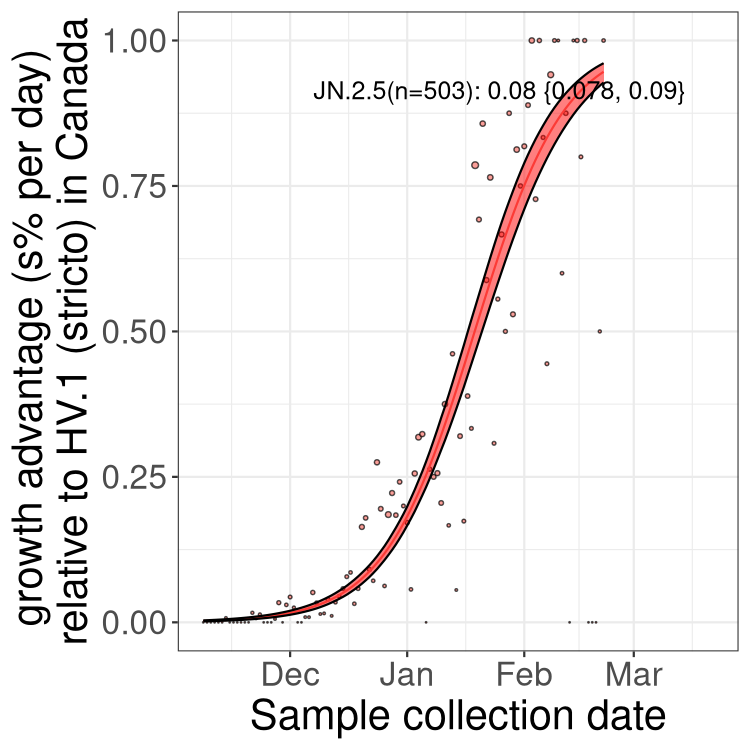 growth advantage (s% per day)
relative to HV.1 (stricto) in Canada
1.00
0.75
0.50
0.25
0.00
JN.2.5(n=503): 0.08 {0.078, 0.09}
Dec Jan Feb Mar
Sample collection date